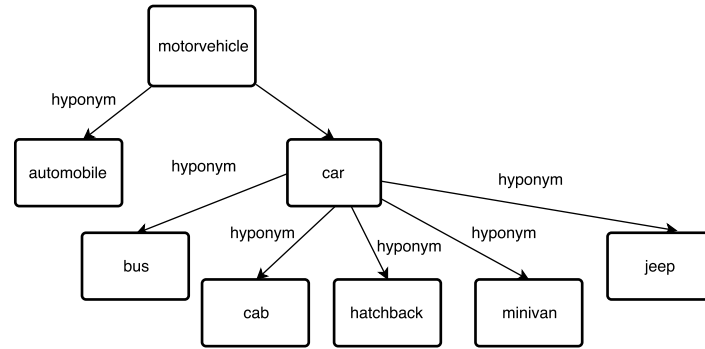 motorvehicle
hyponym
automobile
hyponym
car
hyponym
bus
hyponym
hyponym
hyponym
jeep
cab
hatchback
minivan